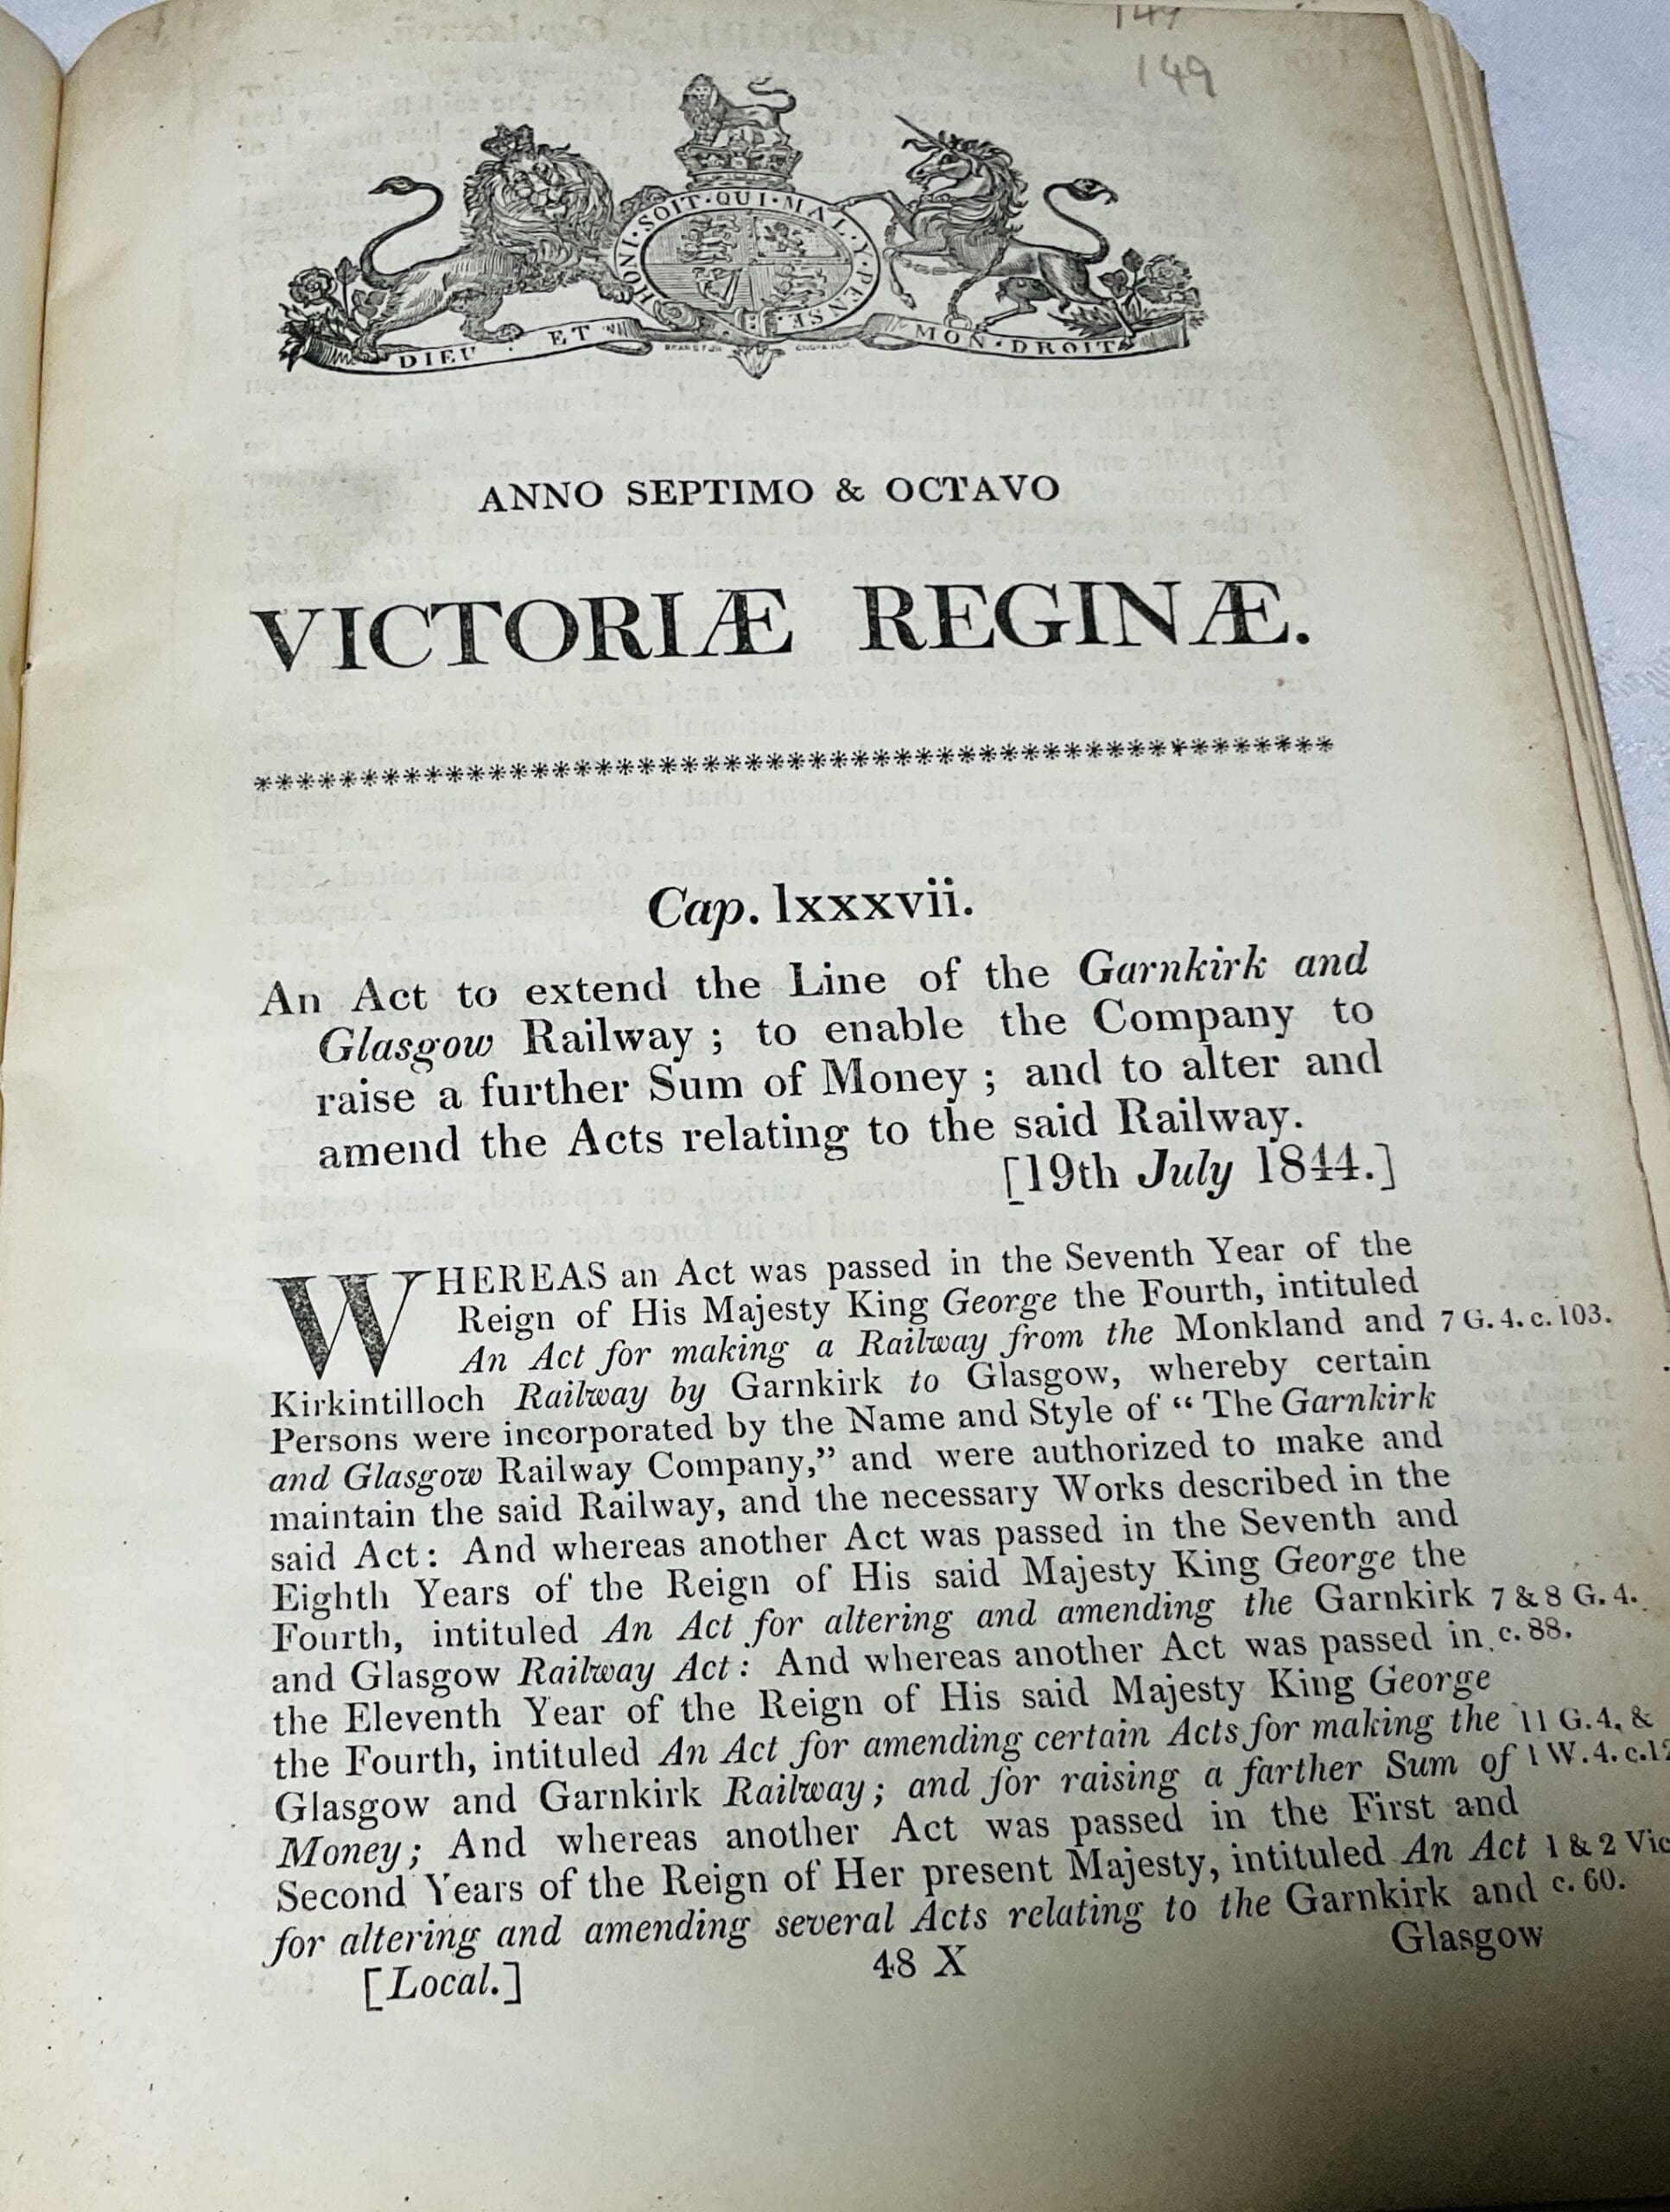 149
HONI·SOIT·QUI·MAL·Y·PENSE
DIEU · ET MON·DROIT
ANNO SEPTIMO & OCTAVO
VICTORIÆ REGINÆ.
***************************************************
Cap. lxxxvii.
An Act to extend the Line of the Garnkirk and
Glasgow Railway; to enable the Company to
raise a further Sum of Money; and to alter and
amend the Acts relating to the said Railway.
[19th July 1844.]
WHEREAS an Act was passed in the Seventh Year of the
Reign of His Majesty King George the Fourth, intituled
An Act for making a Railway from the Monkland and 7 G. 4. c. 103.
Kirkintilloch Railway by Garnkirk to Glasgow, whereby certain
Persons were incorporated by the Name and Style of “The Garnkirk
and Glasgow Railway Company,” and were authorized to make and
maintain the said Railway, and the necessary Works described in the
said Act: And whereas another Act was passed in the Seventh and
Eighth Years of the Reign of His said Majesty King George the
Fourth, intituled An Act for altering and amending the Garnkirk 7 & 8 G. 4.
and Glasgow Railway Act: And whereas another Act was passed in c. 88.
the Eleventh Year of the Reign of His said Majesty King George
the Fourth, intituled An Act for amending certain Acts for making the 11 G. 4. &
Glasgow and Garnkirk Railway; and for raising a farther Sum of 1 W. 4. c.12
Money; And whereas another Act was passed in the First and
Second Years of the Reign of Her present Majesty, intituled An Act 1 & 2 Vic
for altering and amending several Acts relating to the Garnkirk and c. 60.
Glasgow
[Local.] 48 X